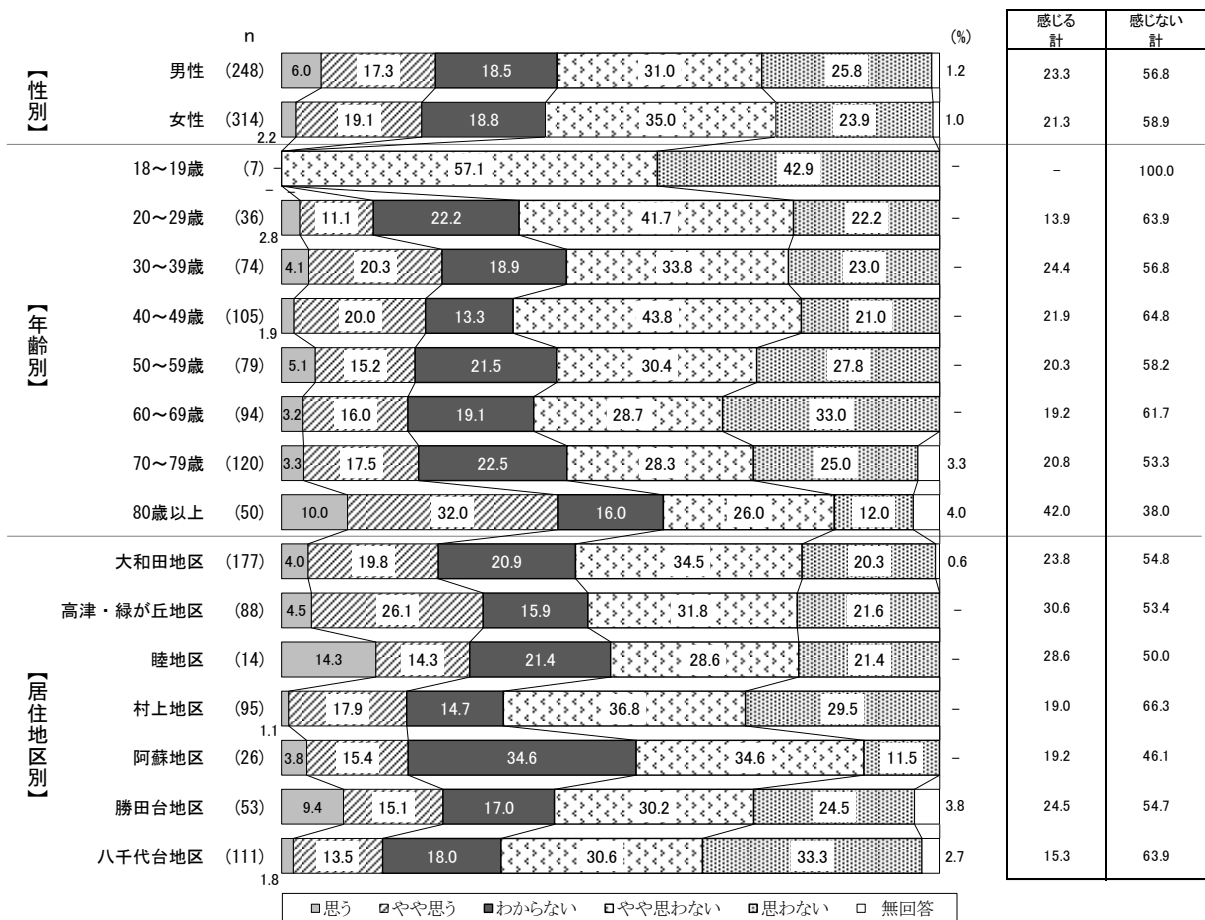 n (%) 感じる計 感じない計
【性別】
男性 (248) 6.0 17.3 18.5 31.0 25.8 1.2 23.3 56.8
女性 (314) 2.2 19.1 18.8 35.0 23.9 1.0 21.3 58.9
【年齢別】
18～19歳 (7) － － － 57.1 42.9 － － 100.0
20～29歳 (36) 2.8 11.1 22.2 41.7 22.2 － 13.9 63.9
30～39歳 (74) 4.1 20.3 18.9 33.8 23.0 － 24.4 56.8
40～49歳 (105) 1.9 20.0 13.3 43.8 21.0 － 21.9 64.8
50～59歳 (79) 5.1 15.2 21.5 30.4 27.8 － 20.3 58.2
60～69歳 (94) 3.2 16.0 19.1 28.7 33.0 － 19.2 61.7
70～79歳 (120) 3.3 17.5 22.5 28.3 25.0 3.3 20.8 53.3
80歳以上 (50) 10.0 32.0 16.0 26.0 12.0 4.0 42.0 38.0
【居住地区別】
大和田地区 (177) 4.0 19.8 20.9 34.5 20.3 0.6 23.8 54.8
高津・緑が丘地区 (88) 4.5 26.1 15.9 31.8 21.6 － 30.6 53.4
睦地区 (14) 14.3 14.3 21.4 28.6 21.4 － 28.6 50.0
村上地区 (95) 1.1 17.9 14.7 36.8 29.5 － 19.0 66.3
阿蘇地区 (26) 3.8 15.4 34.6 34.6 11.5 － 19.2 46.1
勝田台地区 (53) 9.4 15.1 17.0 30.2 24.5 3.8 24.5 54.7
八千代台地区 (111) 1.8 13.5 18.0 30.6 33.3 2.7 15.3 63.9
思う やや思う わからない やや思わない 思わない 無回答